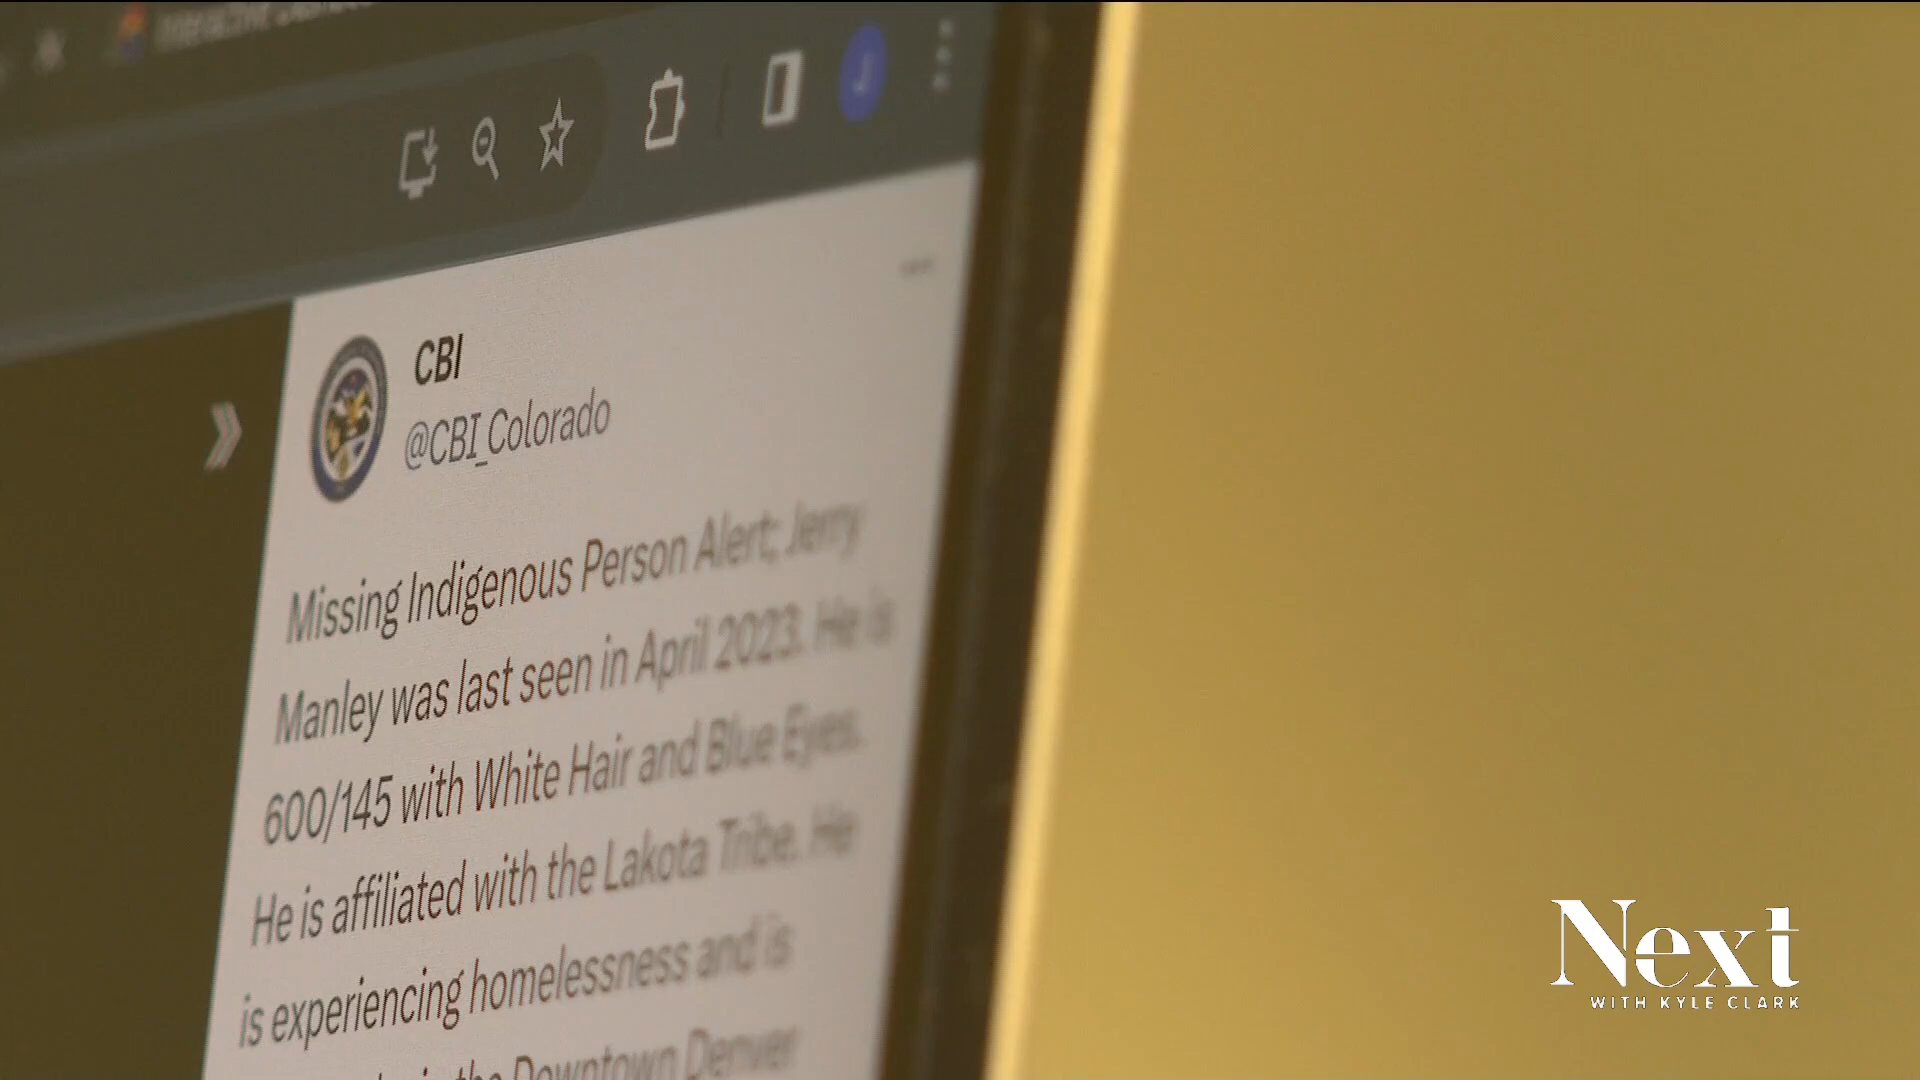 Interactive
J
CBI
@CBI_Colorado
Missing Indigenous Person Alert; Jerry
Manley was last seen in April 2023. He is
600/145 with White Hair and Blue Eyes.
He is affiliated with the Lakota Tribe. He
is experiencing homelessness and is
in the Downtown Denver
Next
WITH KYLE CLARK